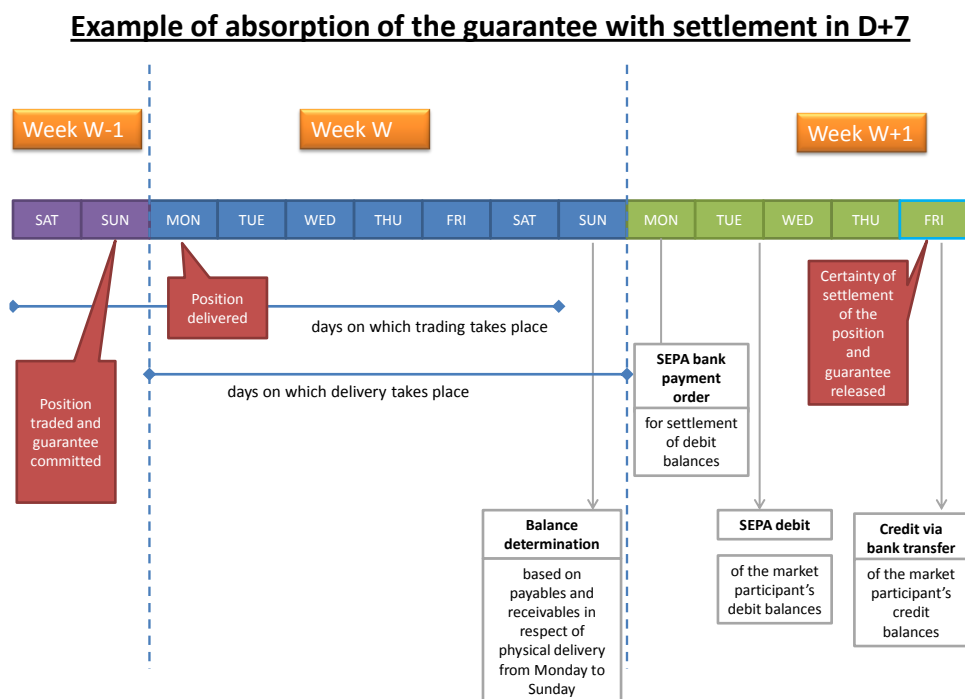 Example of absorption of the guarantee with settlement in D+7
Week W-1
Week W
Week W+1
SAT
SUN
MON
TUE
WED
THU
FRI
SAT
SUN
MON
TUE
WED
THU
FRI
Position
delivered
Certainty of
settlement
of the
position
and
guarantee
released
days on which trading takes place
days on which delivery takes place
Position
traded and
guarantee
committed
SEPA bank
payment
order
for settlement
of debit
balances
Balance
determination
based on
payables and
receivables in
respect of
physical delivery
from Monday to
Sunday
SEPA debit
of the market
participant's
debit balances
Credit via
bank transfer
of the market
participant's
credit
balances